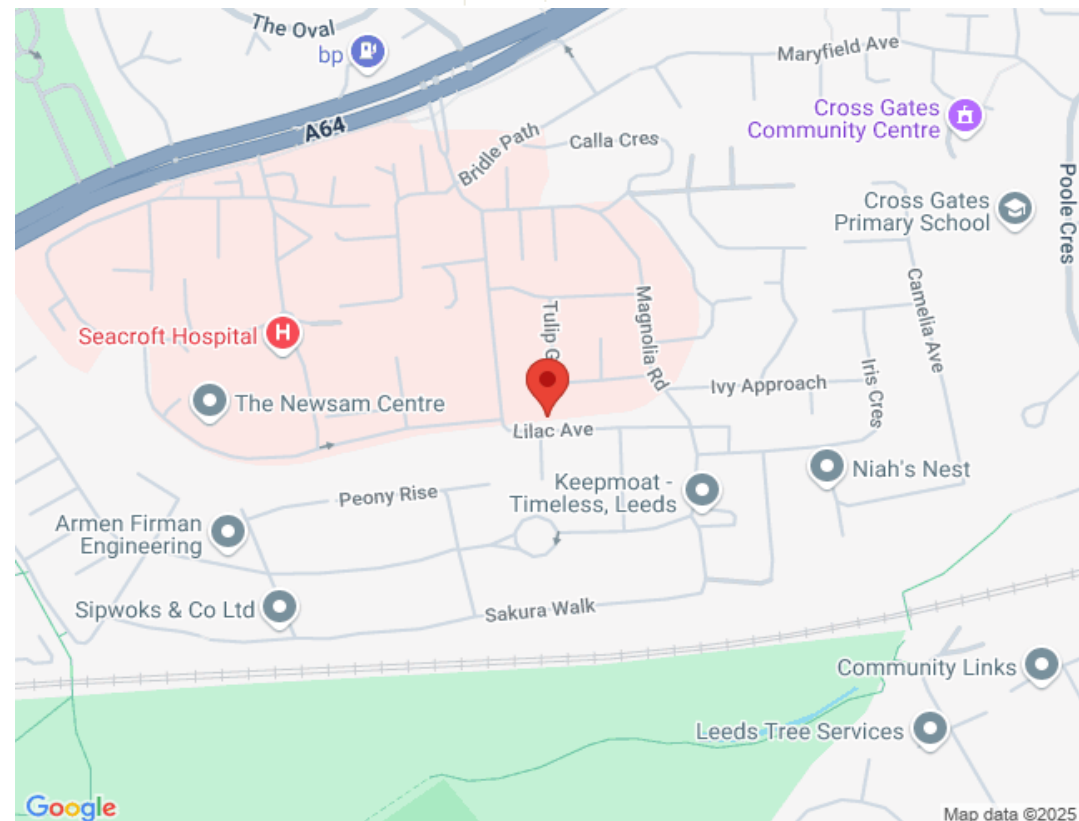 The Oval
bp
Maryfield Ave
A64
Cross Gates
Community Centre
Bridle Path
Calla Cres
Poole Cres
Cross Gates
Primary School
Camelia Ave
Tulip G
Magnolia Rd
Seacroft Hospital
H
Iris Cres
Ivy Approach
The Newsam Centre
Lilac Ave
Niah's Nest
Keepmoat -
Timeless, Leeds
Peony Rise
Armen Firman
Engineering
Sipwoks & Co Ltd
Sakura Walk
Community Links
Leeds Tree Services
Google
Map data ©2025